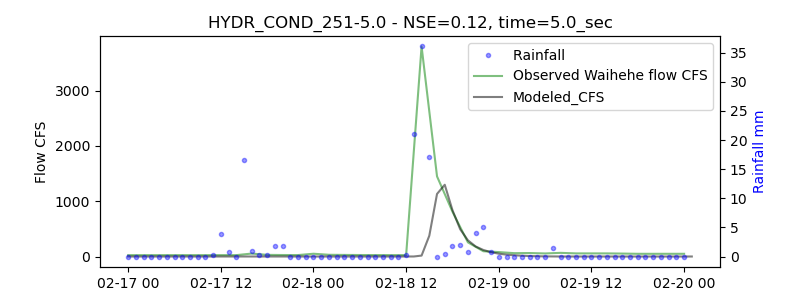 HYDR_COND_251-5.0 - NSE=0.12, time=5.0_sec
Rainfall
Observed Waihehe flow CFS
Modeled_CFS
Flow CFS
3000
2000
1000
0
35
30
25
20
15
10
5
0
Rainfall mm
02-17 00 02-17 12 02-18 00 02-18 12 02-19 00 02-19 12 02-20 00